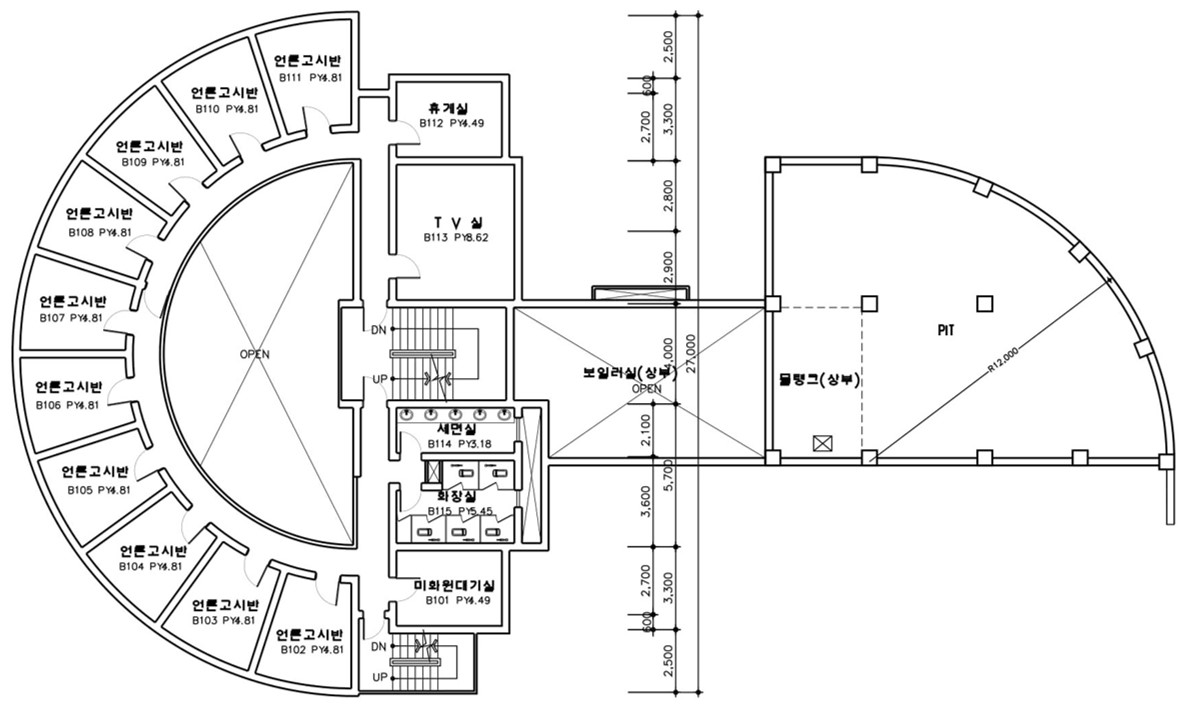 언론고시반
B111 PY4.81
언론고시반
B110 PY4.81
언론고시반
B109 PY4.81
언론고시반
B108 PY4.81
언론고시반
B107 PY4.81
언론고시반
B106 PY4.81
언론고시반
B105 PY4.81
언론고시반
B104 PY4.81
언론고시반
B103 PY4.81
언론고시반
B102 PY4.81
휴게실
B112 PY4.49
T V 실
B113 PY8.62
OPEN
DN
UP
세면실
B114 PY3.18
화장실
B115 PY5.45
미화원대기실
B101 PY4.49
DN
UP
보일러실(상부)
OPEN
물탱크(상부)
PIT
R12,000
2,500
600
2,700
3,300
2,800
2,900
4,000
27,000
2,100
5,700
3,600
2,700
3,300
600
2,500